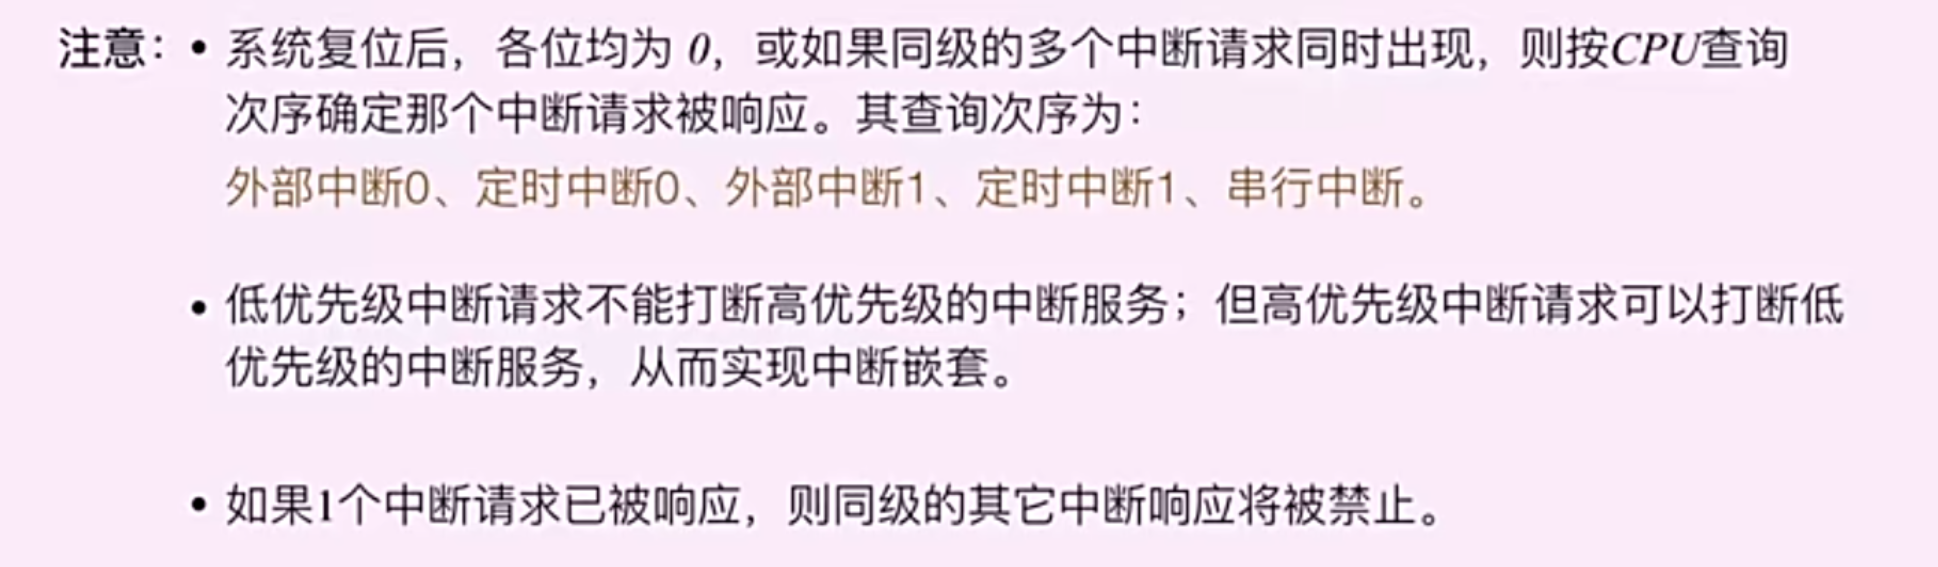 注意：• 系统复位后，各位均为 0，或如果同级的多个中断请求同时出现，则按CPU查询
次序确定那个中断请求被响应。其查询次序为：
外部中断0、定时中断0、外部中断1、定时中断1、串行中断。
• 低优先级中断请求不能打断高优先级的中断服务；但高优先级中断请求可以打断低
优先级的中断服务，从而实现中断嵌套。
• 如果1个中断请求已被响应，则同级的其它中断响应将被禁止。